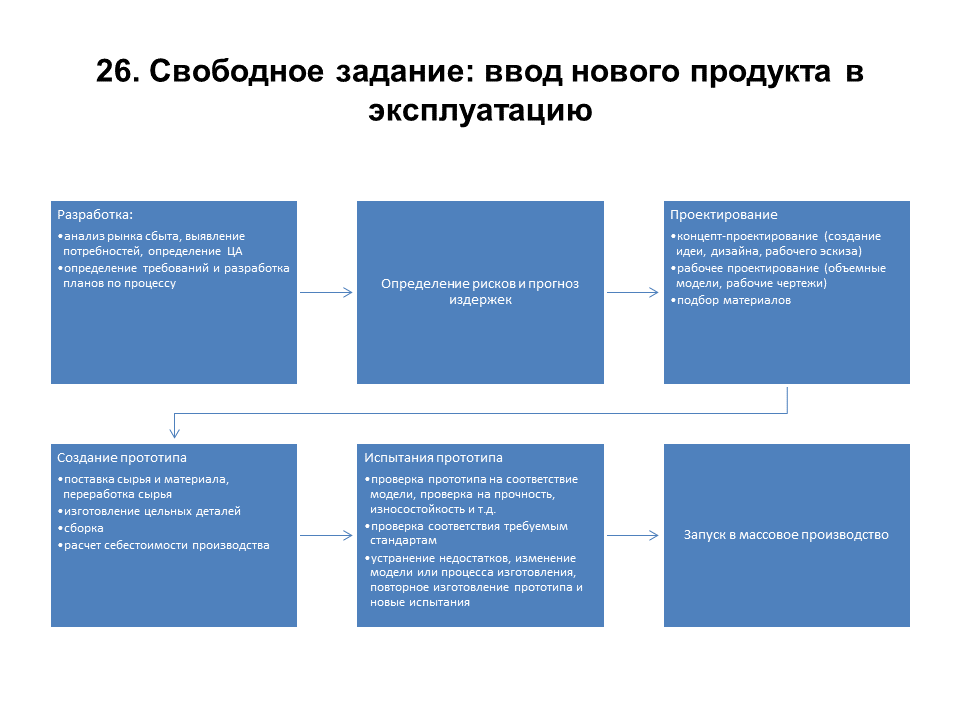 26. Свободное задание: ввод нового продукта в
эксплуатацию
Разработка:
•анализ рынка сбыта, выявление
потребностей, определение ЦА
•определение требований и разработка
планов по процессу
Определение рисков и прогноз
издержек
Проектирование
•концепт-проектирование (создание
идеи, дизайна, рабочего эскиза)
•рабочее проектирование (объемные
модели, рабочие чертежи)
•подбор материалов
Создание прототипа
•поставка сырья и материала,
переработка сырья
•изготовление цельных деталей
•сборка
•расчет себестоимости производства
Испытания прототипа
•проверка прототипа на соответствие
модели, проверка на прочность,
износостойкость и т.д.
•проверка соответствия требуемым
стандартам
•устранение недостатков, изменение
модели или процесса изготовления,
повторное изготовление прототипа и
новые испытания
Запуск в массовое производство